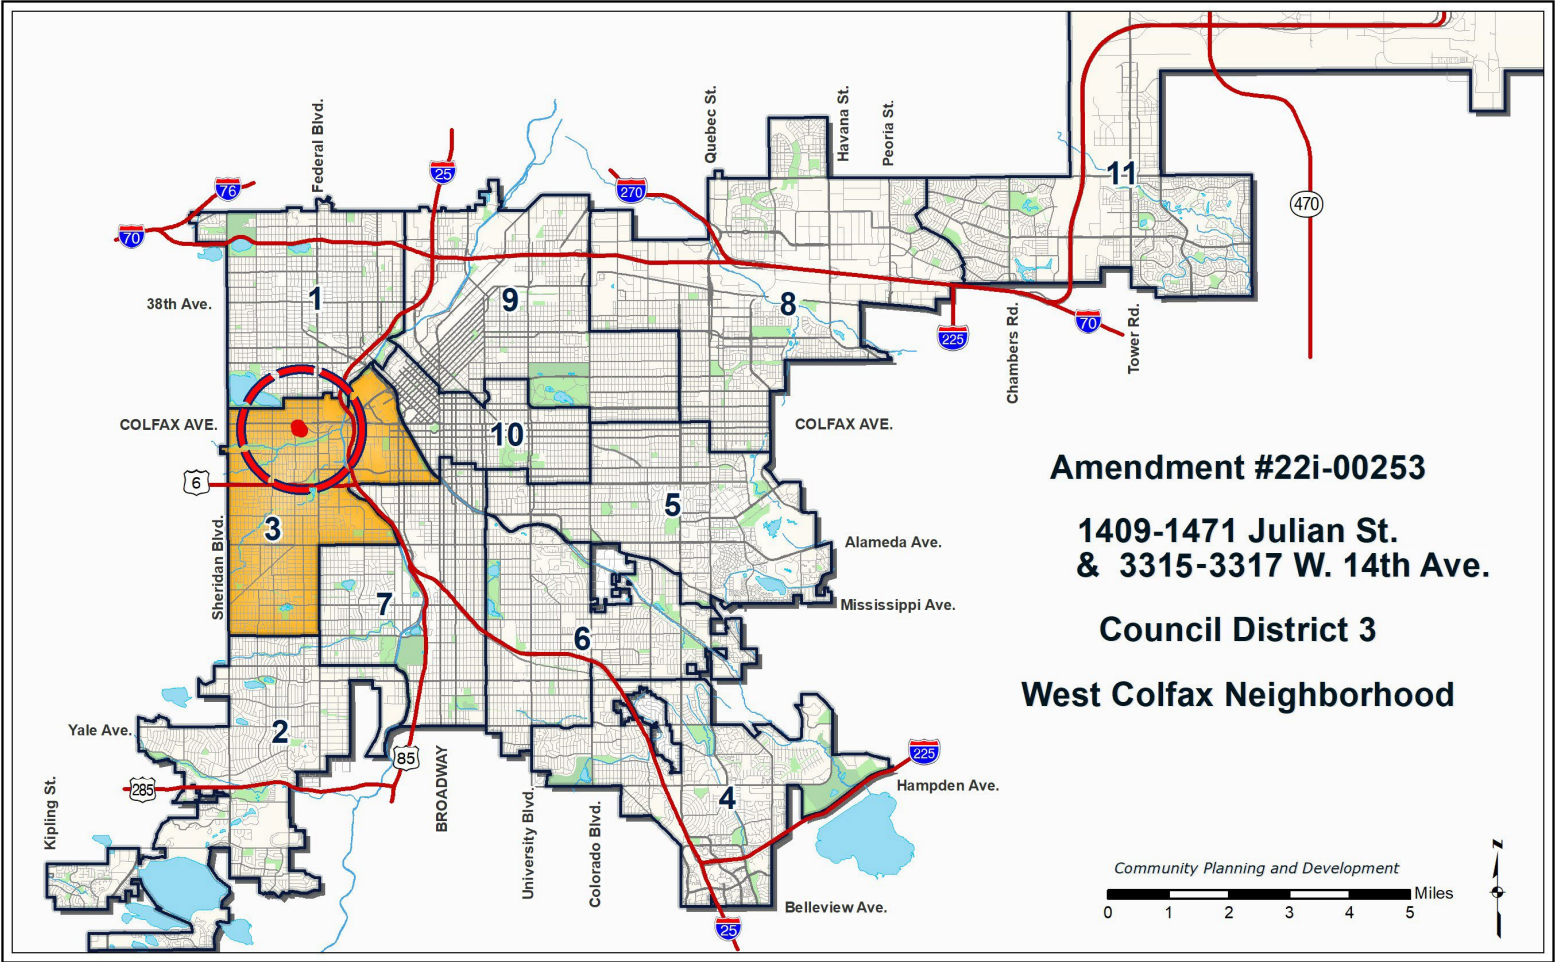 Federal Blvd.
Quebec St.
Havana St.
Peoria St.
76
25
270
11
470
70
38th Ave.
1
9
8
225
70
Chambers Rd.
Tower Rd.
COLFAX AVE.
10
COLFAX AVE.
6
3
5
Sheridan Blvd.
Alameda Ave.
7
Mississippi Ave.
6
Yale Ave.
2
85
225
285
Kipling St.
BROADWAY
University Blvd.
Colorado Blvd.
4
Hampden Ave.
Belleview Ave.
25
Amendment #22i-00253
1409-1471 Julian St.
& 3315-3317 W. 14th Ave.
Council District 3
West Colfax Neighborhood
Community Planning and Development
Miles
0 1 2 3 4 5
N